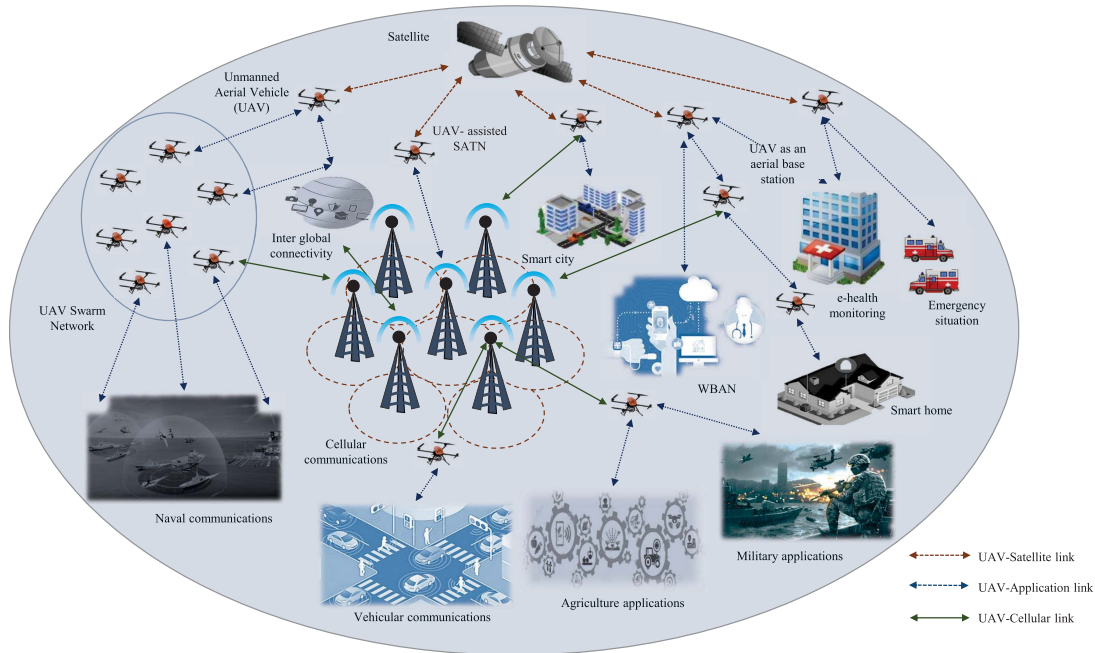 Satellite
Unmanned
Aerial Vehicle
(UAV)
UAV- assisted
SATN
UAV as an
aerial base
station
Inter global
connectivity
Smart city
UAV Swarm
Network
e-health
monitoring
Emergency
situation
WBAN
Smart home
Cellular
communications
Naval communications
Military applications
Vehicular communications
Agriculture applications
UAV-Satellite link
UAV-Application link
UAV-Cellular link